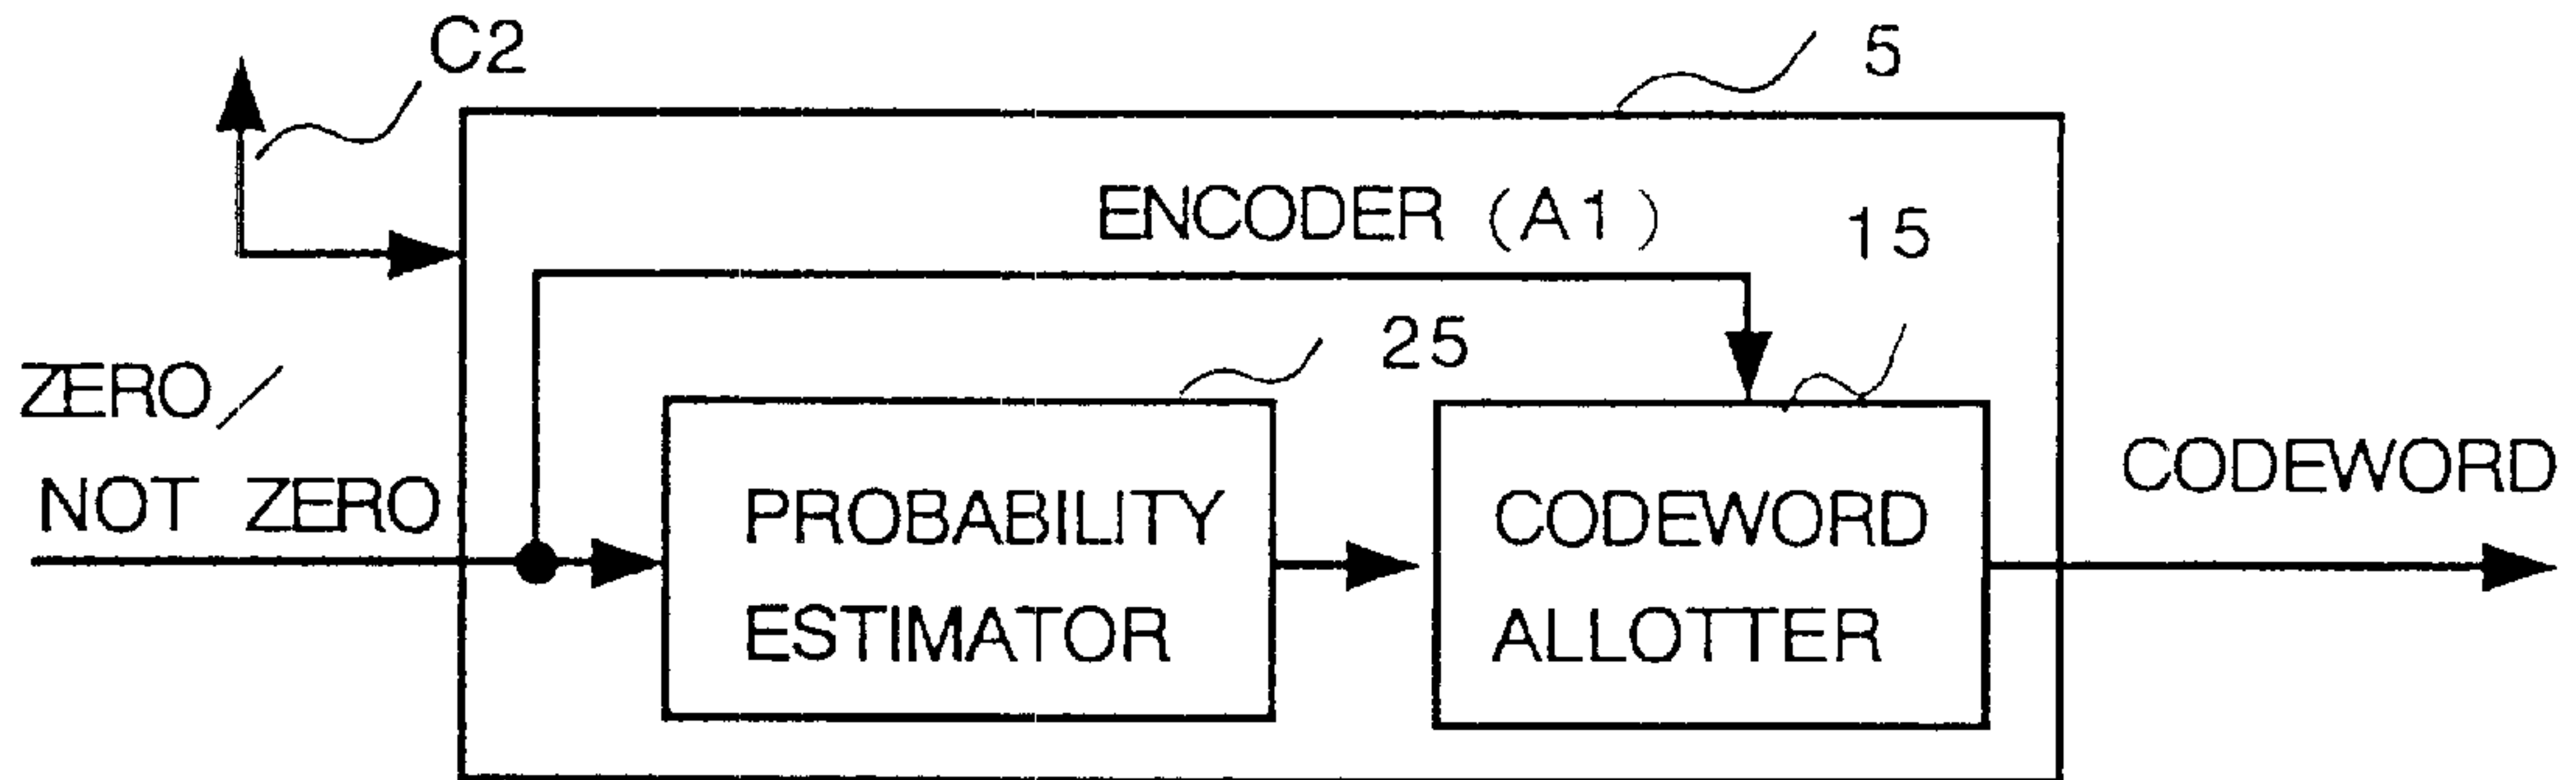 C2
5
ENCODER (A1)
15
25
ZERO/
NOT ZERO
PROBABILITY
ESTIMATOR
CODEWORD
ALLOTTER
CODEWORD